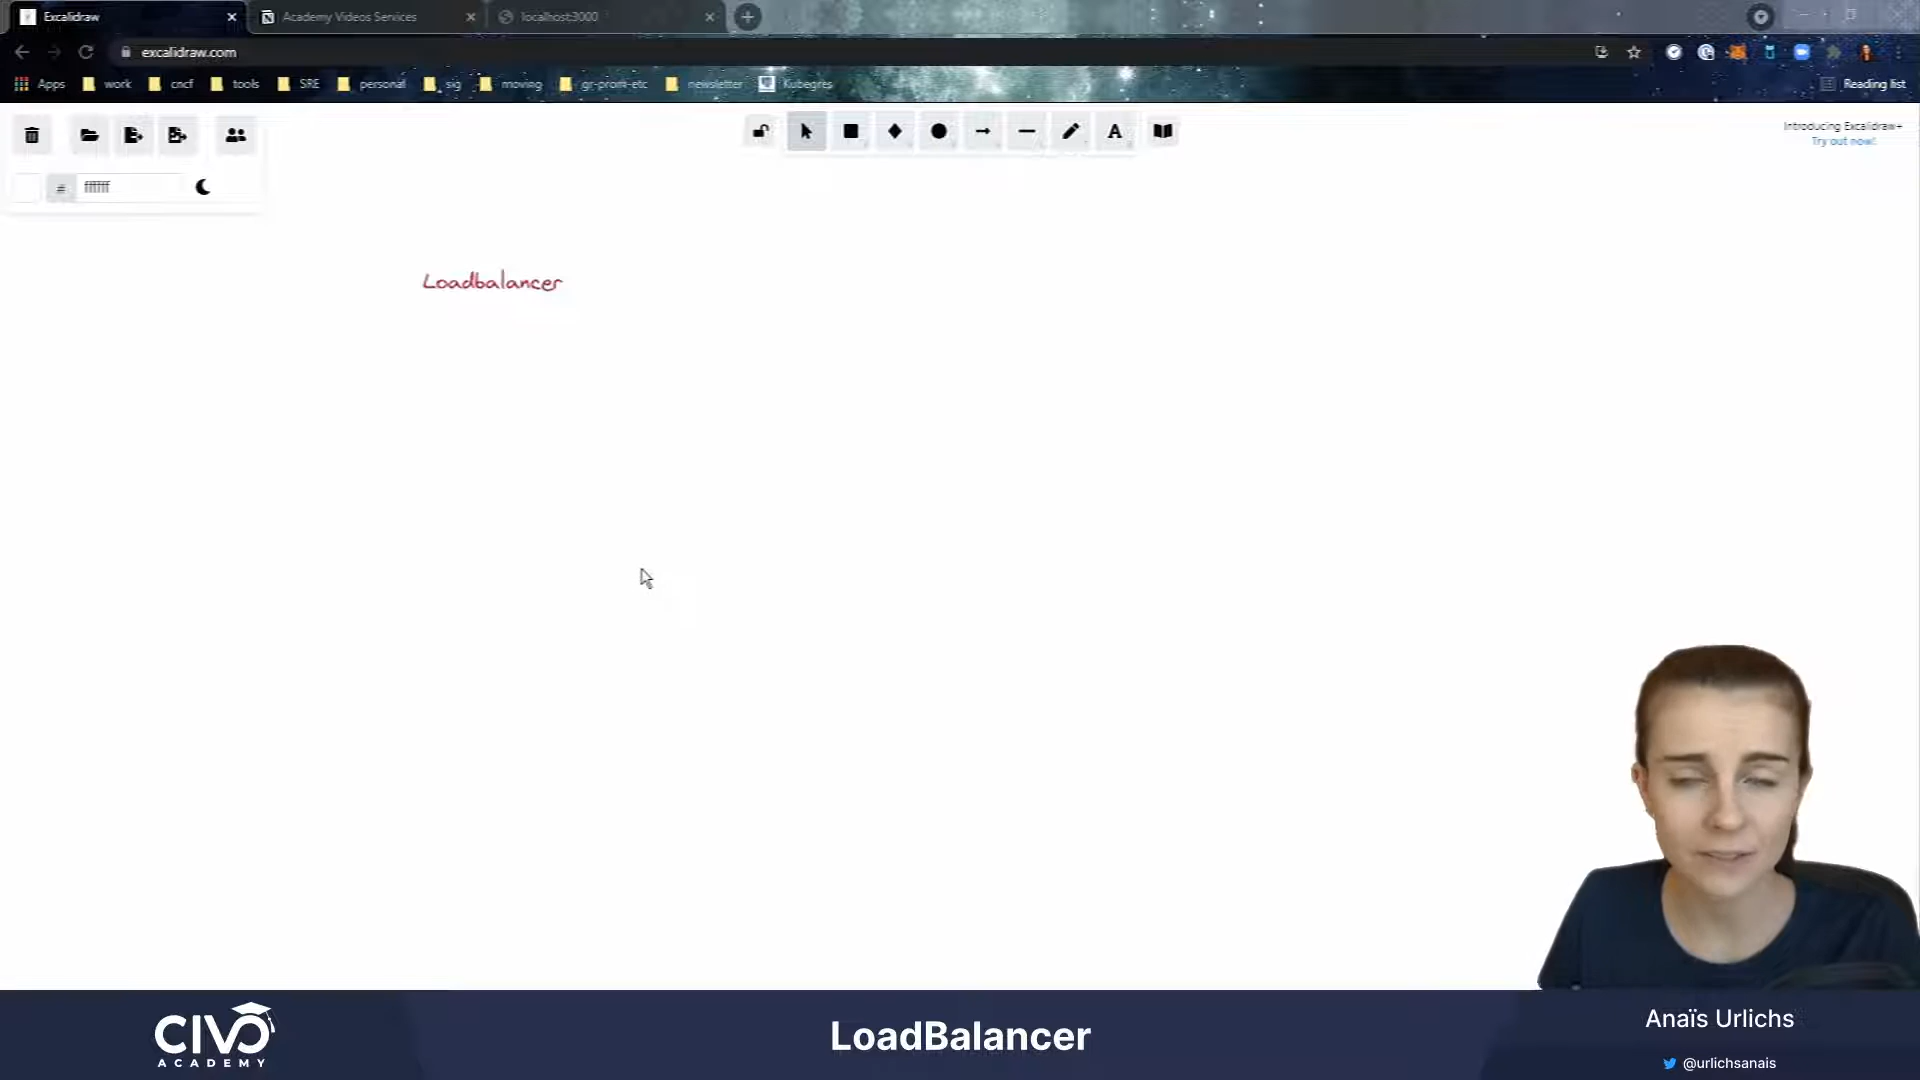 Excalidraw
Academy Videos Services
localhost:3000
excalidraw.com
Apps work cncf tools SRE personal sig moving gr-prom-etc newsletter Kubegres Reading list
A
Introducing Excalidraw+
Try out now!
# ffffff
Loadbalancer
CIVO
ACADEMY
LoadBalancer
Anaïs Urlichs
@urlichsanais